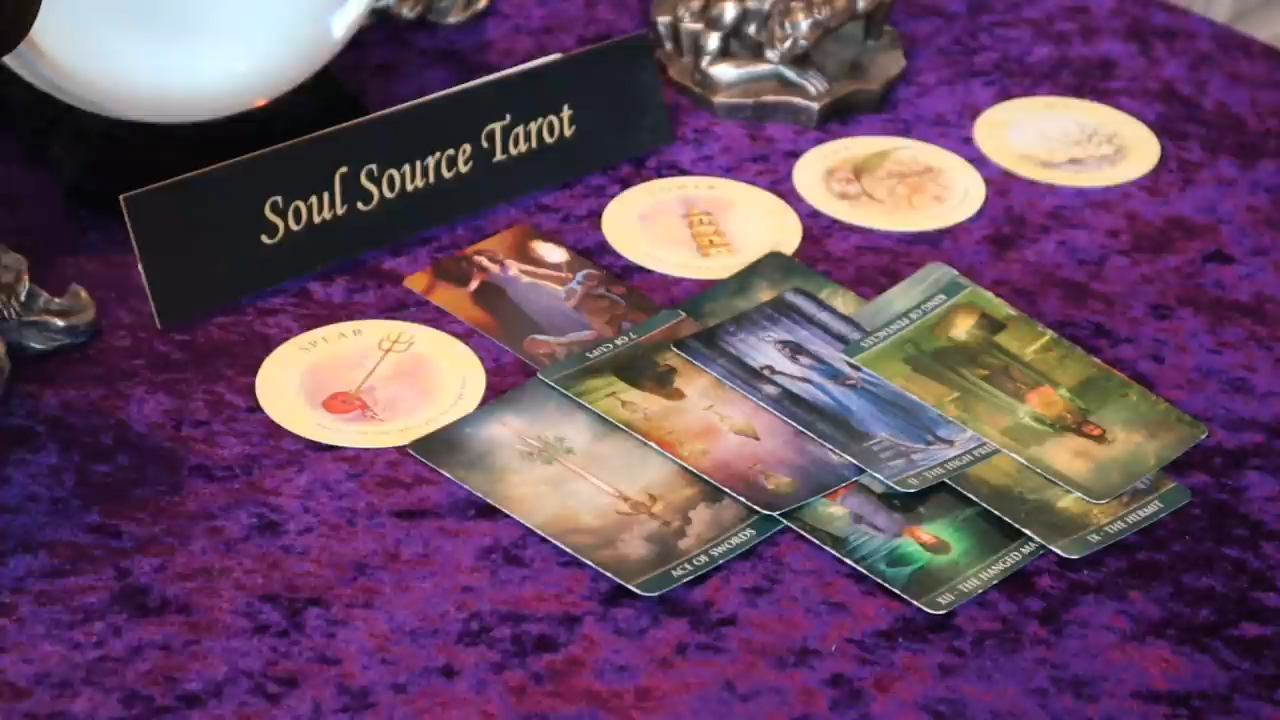 Soul Source Tarot
SPEAR
7 OF CUPS
KING OF PENTACLES
II - THE HIGH PRI
IX - THE HERMIT
ACE OF SWORDS
XII - THE HANGED MA